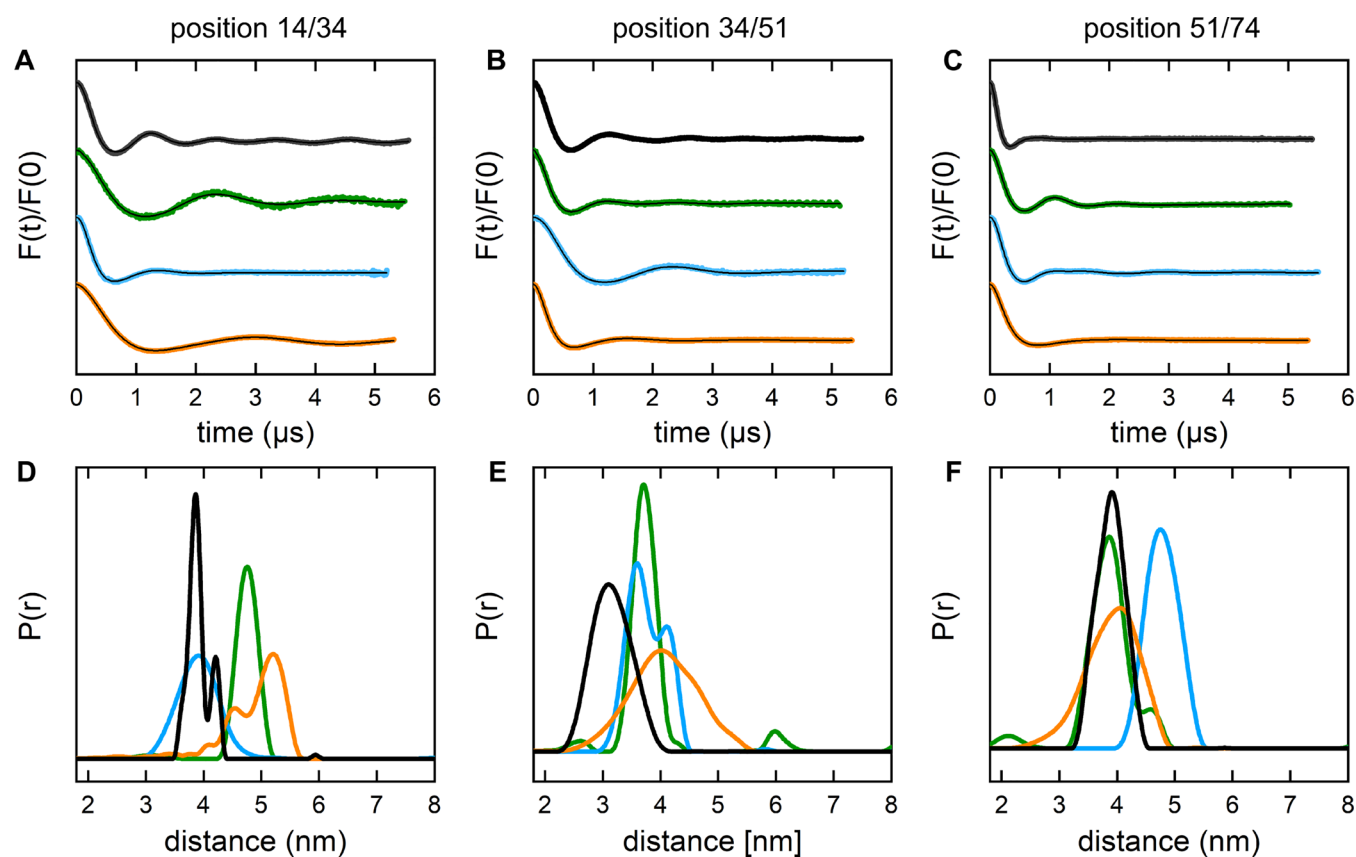 position 14/34
position 34/51
position 51/74
A
B
C
F(t)/F(0)
F(t)/F(0)
F(t)/F(0)
0 1 2 3 4 5 6
0 1 2 3 4 5 6
0 1 2 3 4 5 6
time (µs)
time (µs)
time (µs)
D
E
F
P(r)
P(r)
P(r)
2 3 4 5 6 7 8
2 3 4 5 6 7 8
2 3 4 5 6 7 8
distance (nm)
distance [nm]
distance (nm)